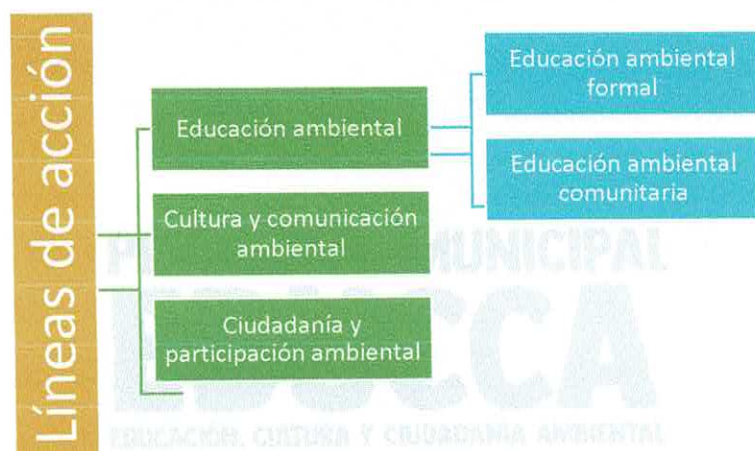 Líneas de acción
Educación ambiental
Educación ambiental
formal
Educación ambiental
comunitaria
Cultura y comunicación
ambiental
Ciudadanía y
participación ambiental
MUNICIPAL
EDUCCA
EDUCACIÓN, CULTURA Y CIUDADANÍA AMBIENTAL